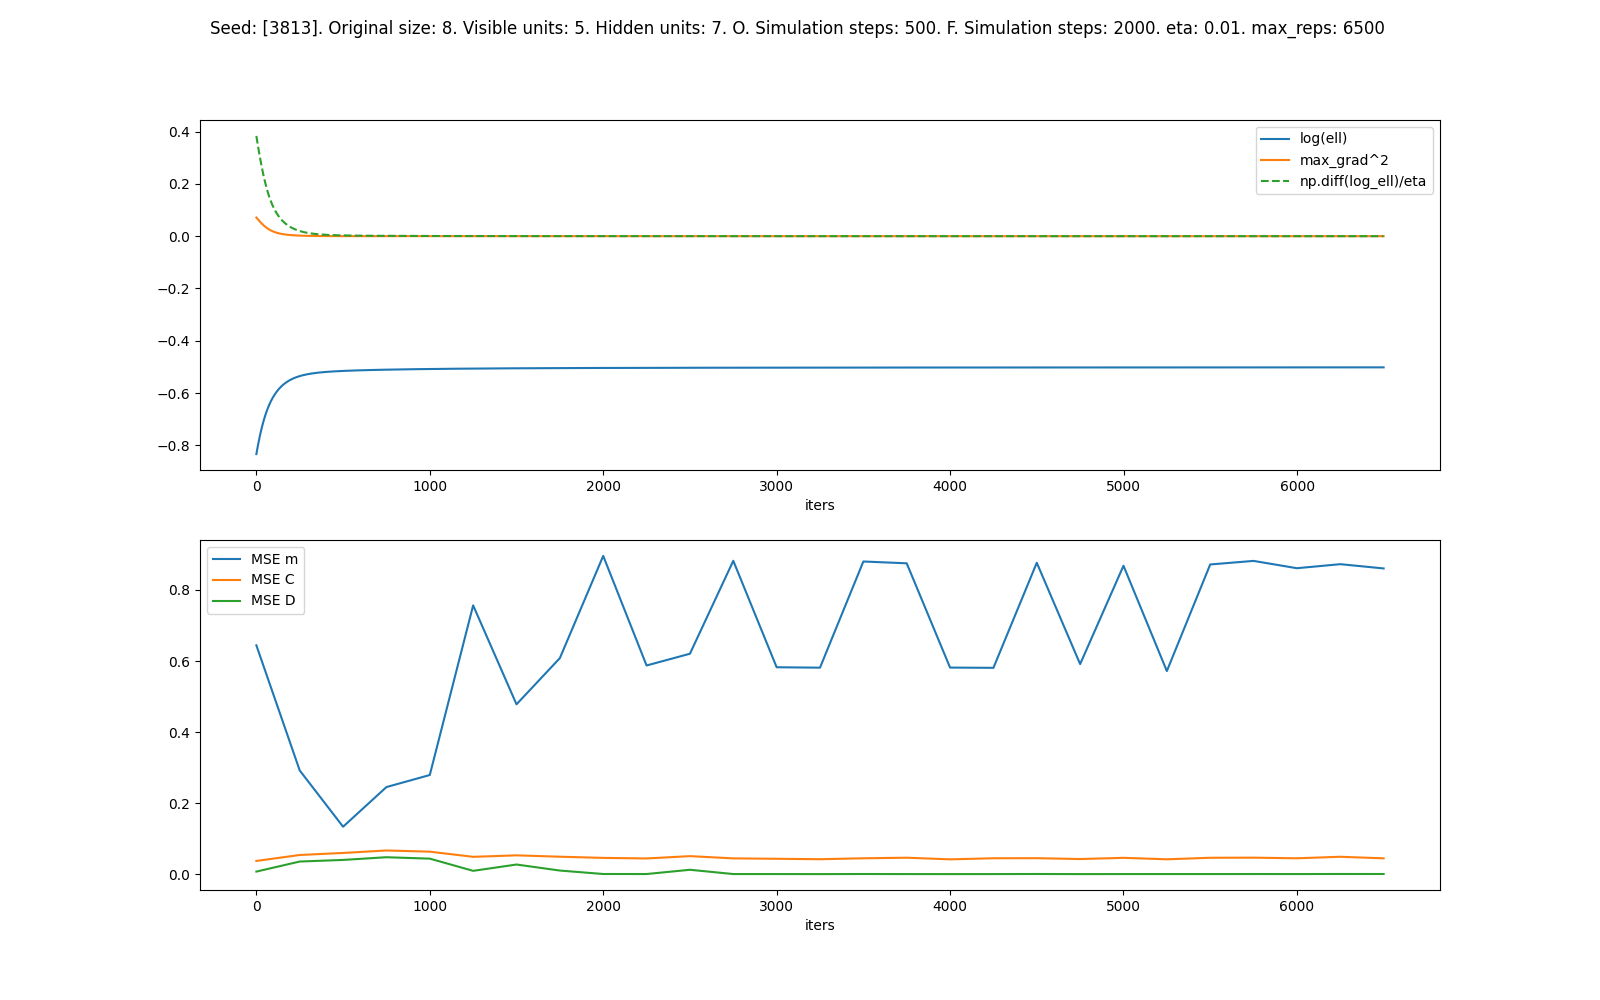 Seed: [3813]. Original size: 8. Visible units: 5. Hidden units: 7. O. Simulation steps: 500. F. Simulation steps: 2000. eta: 0.01. max_reps: 6500
0.4
0.2
0.0
−0.2
−0.4
−0.6
−0.8
log(ell)
max_grad^2
np.diff(log_ell)/eta
0 1000 2000 3000 4000 5000 6000
iters
MSE m
MSE C
MSE D
0.8
0.6
0.4
0.2
0.0
0 1000 2000 3000 4000 5000 6000
iters